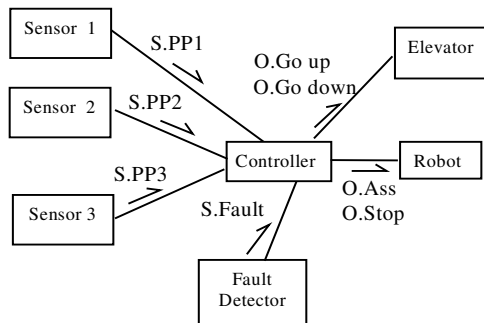 Sensor 1
S.PP1
Elevator
O.Go up
O.Go down
Sensor 2
S.PP2
Controller
Robot
S.PP3
O.Ass
O.Stop
Sensor 3
S.Fault
Fault
Detector